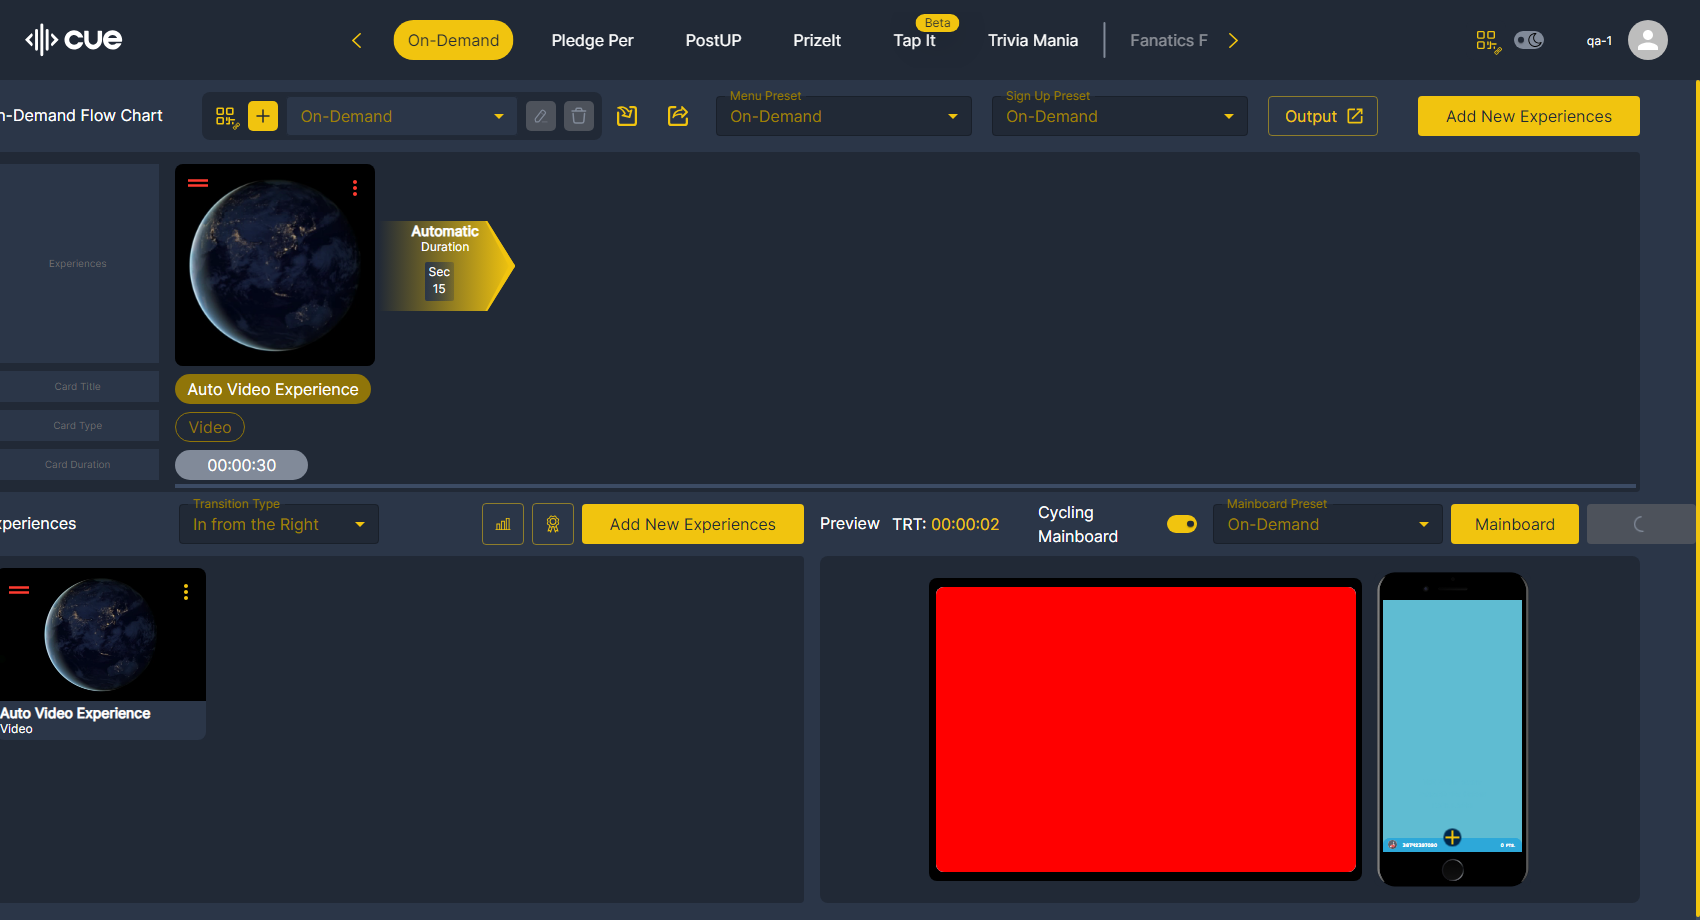 cue
On-Demand
Pledge Per
PostUP
PrizeIt
Beta
Tap It
Trivia Mania
Fanatics F
qa-1
n-Demand Flow Chart
On-Demand
Menu Preset
On-Demand
Sign Up Preset
On-Demand
Output
Add New Experiences
Experiences
Automatic
Duration
Sec
15
Card Title
Auto Video Experience
Card Type
Video
Card Duration
00:00:30
xperiences
Transition Type
In from the Right
Add New Experiences
Preview
TRT: 00:00:02
Cycling
Mainboard
Mainboard Preset
On-Demand
Mainboard
Auto Video Experience
Video
0 PTS.